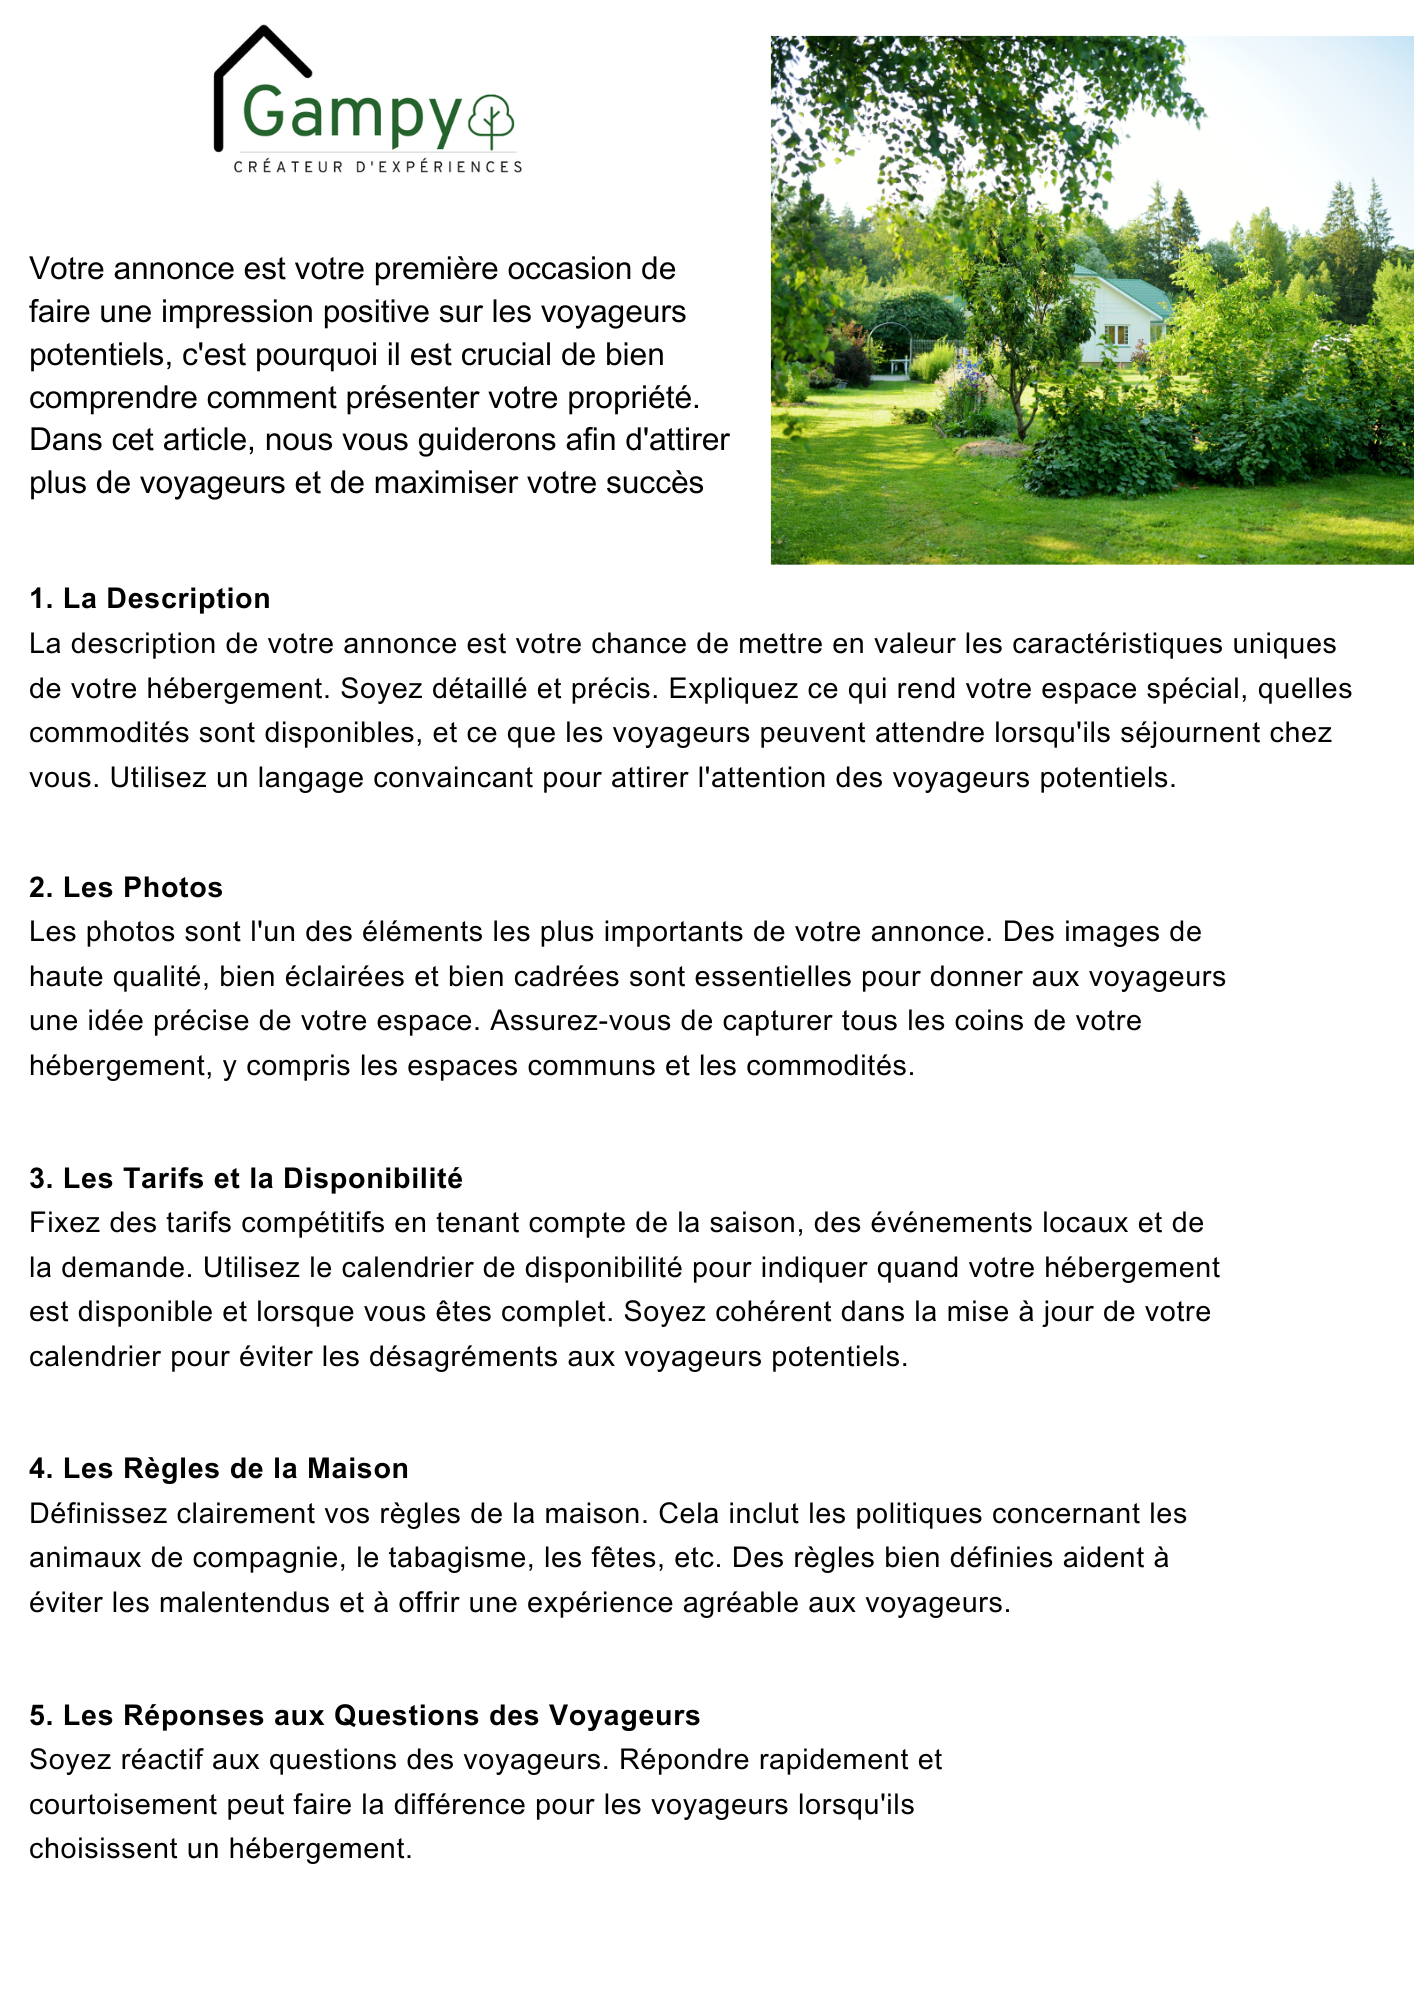 Gampy
CRÉATEUR D'EXPÉRIENCES
Votre annonce est votre première occasion de
faire une impression positive sur les voyageurs
potentiels, c'est pourquoi il est crucial de bien
comprendre comment présenter votre propriété.
Dans cet article, nous vous guiderons afin d'attirer
plus de voyageurs et de maximiser votre succès
1. La Description
La description de votre annonce est votre chance de mettre en valeur les caractéristiques uniques
de votre hébergement. Soyez détaillé et précis. Expliquez ce qui rend votre espace spécial, quelles
commodités sont disponibles, et ce que les voyageurs peuvent attendre lorsqu'ils séjournent chez
vous. Utilisez un langage convaincant pour attirer l'attention des voyageurs potentiels.
2. Les Photos
Les photos sont l'un des éléments les plus importants de votre annonce. Des images de
haute qualité, bien éclairées et bien cadrées sont essentielles pour donner aux voyageurs
une idée précise de votre espace. Assurez-vous de capturer tous les coins de votre
hébergement, y compris les espaces communs et les commodités.
3. Les Tarifs et la Disponibilité
Fixez des tarifs compétitifs en tenant compte de la saison, des événements locaux et de
la demande. Utilisez le calendrier de disponibilité pour indiquer quand votre hébergement
est disponible et lorsque vous êtes complet. Soyez cohérent dans la mise à jour de votre
calendrier pour éviter les désagréments aux voyageurs potentiels.
4. Les Règles de la Maison
Définissez clairement vos règles de la maison. Cela inclut les politiques concernant les
animaux de compagnie, le tabagisme, les fêtes, etc. Des règles bien définies aident à
éviter les malentendus et à offrir une expérience agréable aux voyageurs.
5. Les Réponses aux Questions des Voyageurs
Soyez réactif aux questions des voyageurs. Répondre rapidement et
courtoisement peut faire la différence pour les voyageurs lorsqu'ils
choisissent un hébergement.